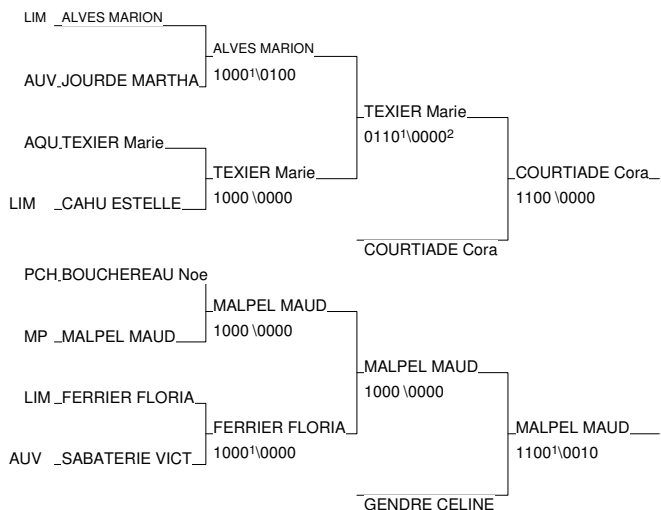 LIM ALVES MARION
ALVES MARION
1000¹\0100
AUV JOURDE MARTHA
TEXIER Marie
0110¹\0000²
AQU TEXIER Marie
TEXIER Marie
1000 \0000
COURTIADE Cora
1100 \0000
LIM CAHU ESTELLE
COURTIADE Cora
PCH BOUCHEREAU Noe
MALPEL MAUD
1000 \0000
MP MALPEL MAUD
MALPEL MAUD
1000 \0000
LIM FERRIER FLORIA
FERRIER FLORIA
1000¹\0000
MALPEL MAUD
1100¹\0010
AUV SABATERIE VICT
GENDRE CELINE